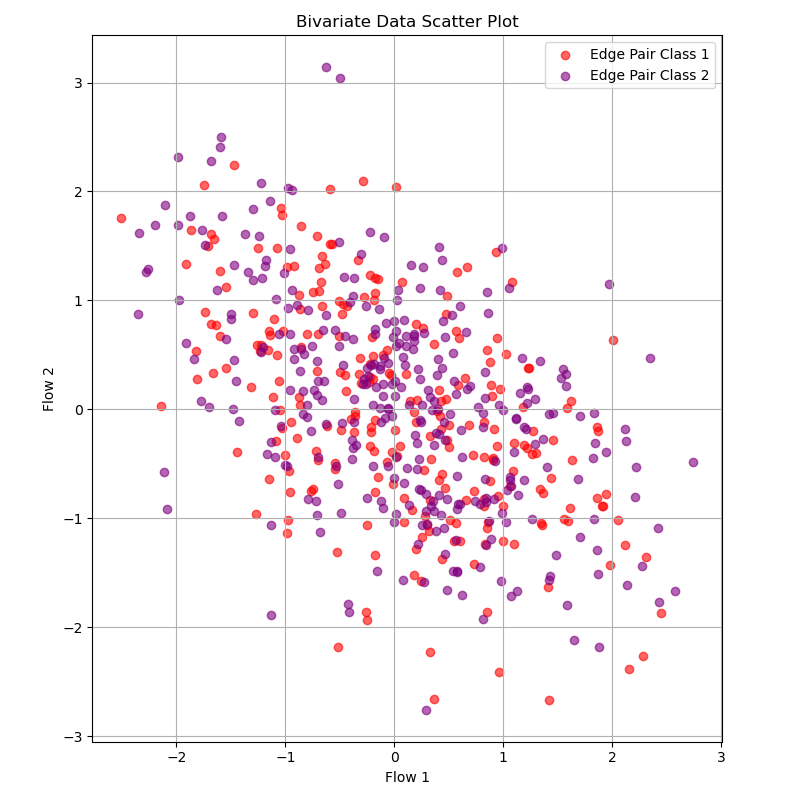 Bivariate Data Scatter Plot
Edge Pair Class 1
Edge Pair Class 2
3
2
1
0
−1
−2
−3
Flow 2
−2
−1
0
1
2
3
Flow 1